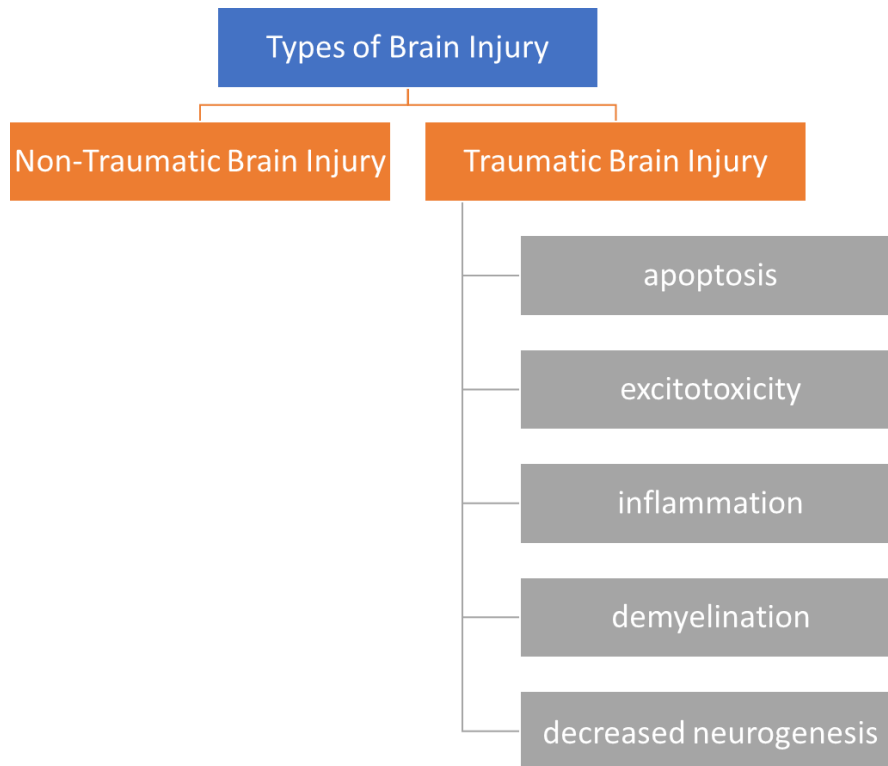 Types of Brain Injury
Non-Traumatic Brain Injury
Traumatic Brain Injury
apoptosis
excitotoxicity
inflammation
demyelination
decreased neurogenesis